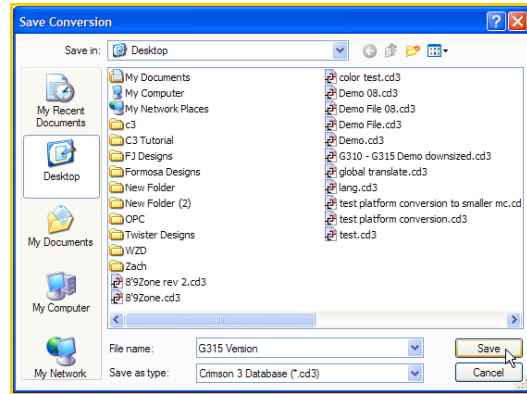 Save Conversion
Save in:
Desktop
My Recent
Documents
Desktop
My Documents
My Computer
My Network
My Documents
My Computer
My Network Places
c3
C3 Tutorial
FJ Designs
Formosa Designs
New Folder
New Folder (2)
OPC
Twister Designs
WZD
Zach
8'9Zone rev 2.cd3
8'9Zone.cd3
color test.cd3
Demo 08.cd3
Demo File 08.cd3
Demo File.cd3
Demo.cd3
G310 - G315 Demo downsized.cd3
global translate.cd3
lang.cd3
test platform conversion to smaller mc.cd
test platform conversion.cd3
test.cd3
File name:
G315 Version
Save
Save as type:
Crimson 3 Database (*.cd3)
Cancel